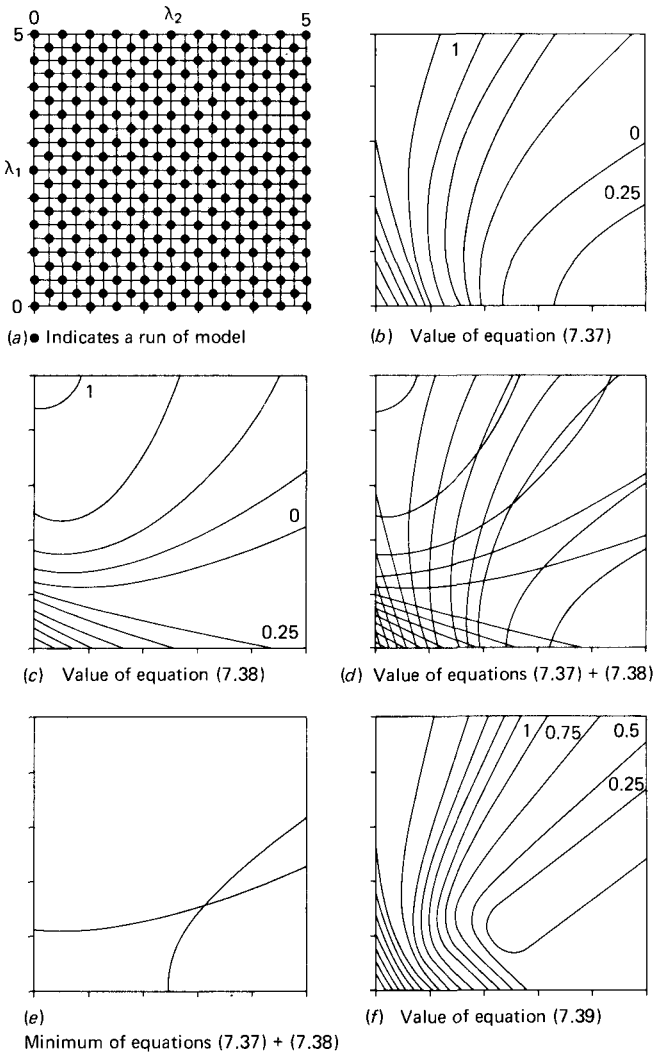 0 λ2 5
5
λ1
0
(a)● Indicates a run of model
1
0
0.25
(b) Value of equation (7.37)
1
0
0.25
(c) Value of equation (7.38)
(d) Value of equations (7.37) + (7.38)
(e)
Minimum of equations (7.37) + (7.38)
1 0.75 0.5
0.25
(f) Value of equation (7.39)